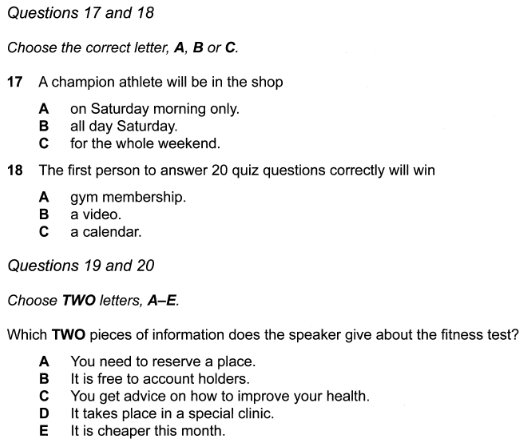 Questions 17 and 18
Choose the correct letter, A, B or C.
17 A champion athlete will be in the shop
A on Saturday morning only.
B all day Saturday.
C for the whole weekend.
18 The first person to answer 20 quiz questions correctly will win
A gym membership.
B a video.
C a calendar.
Questions 19 and 20
Choose TWO letters, A–E.
Which TWO pieces of information does the speaker give about the fitness test?
A You need to reserve a place.
B It is free to account holders.
C You get advice on how to improve your health.
D It takes place in a special clinic.
E It is cheaper this month.